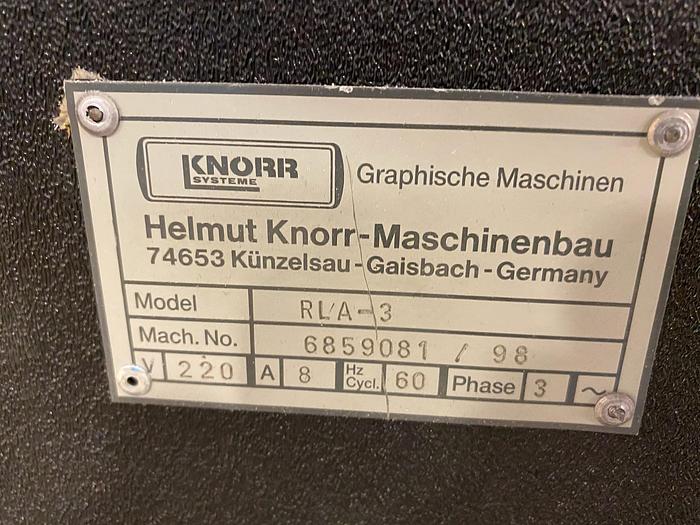 KNORR
SYSTEME
Graphische Maschinen
Helmut Knorr-Maschinenbau
74653 Künzelsau-Gaisbach-Germany
Model RLA-3
Mach. No. 6859081 / 98
V 220 A 8 Hz Cycl. 60 Phase 3 ~